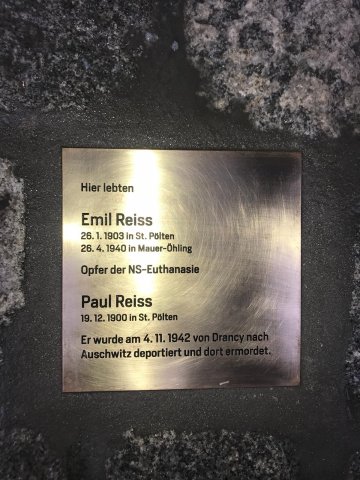 Hier lebten
Emil Reiss
26. 1. 1903 in St. Pölten
26. 4. 1940 in Mauer-Öhling
Opfer der NS-Euthanasie
Paul Reiss
19. 12. 1900 in St. Pölten
Er wurde am 4. 11. 1942 von Drancy nach
Auschwitz deportiert und dort ermordet.